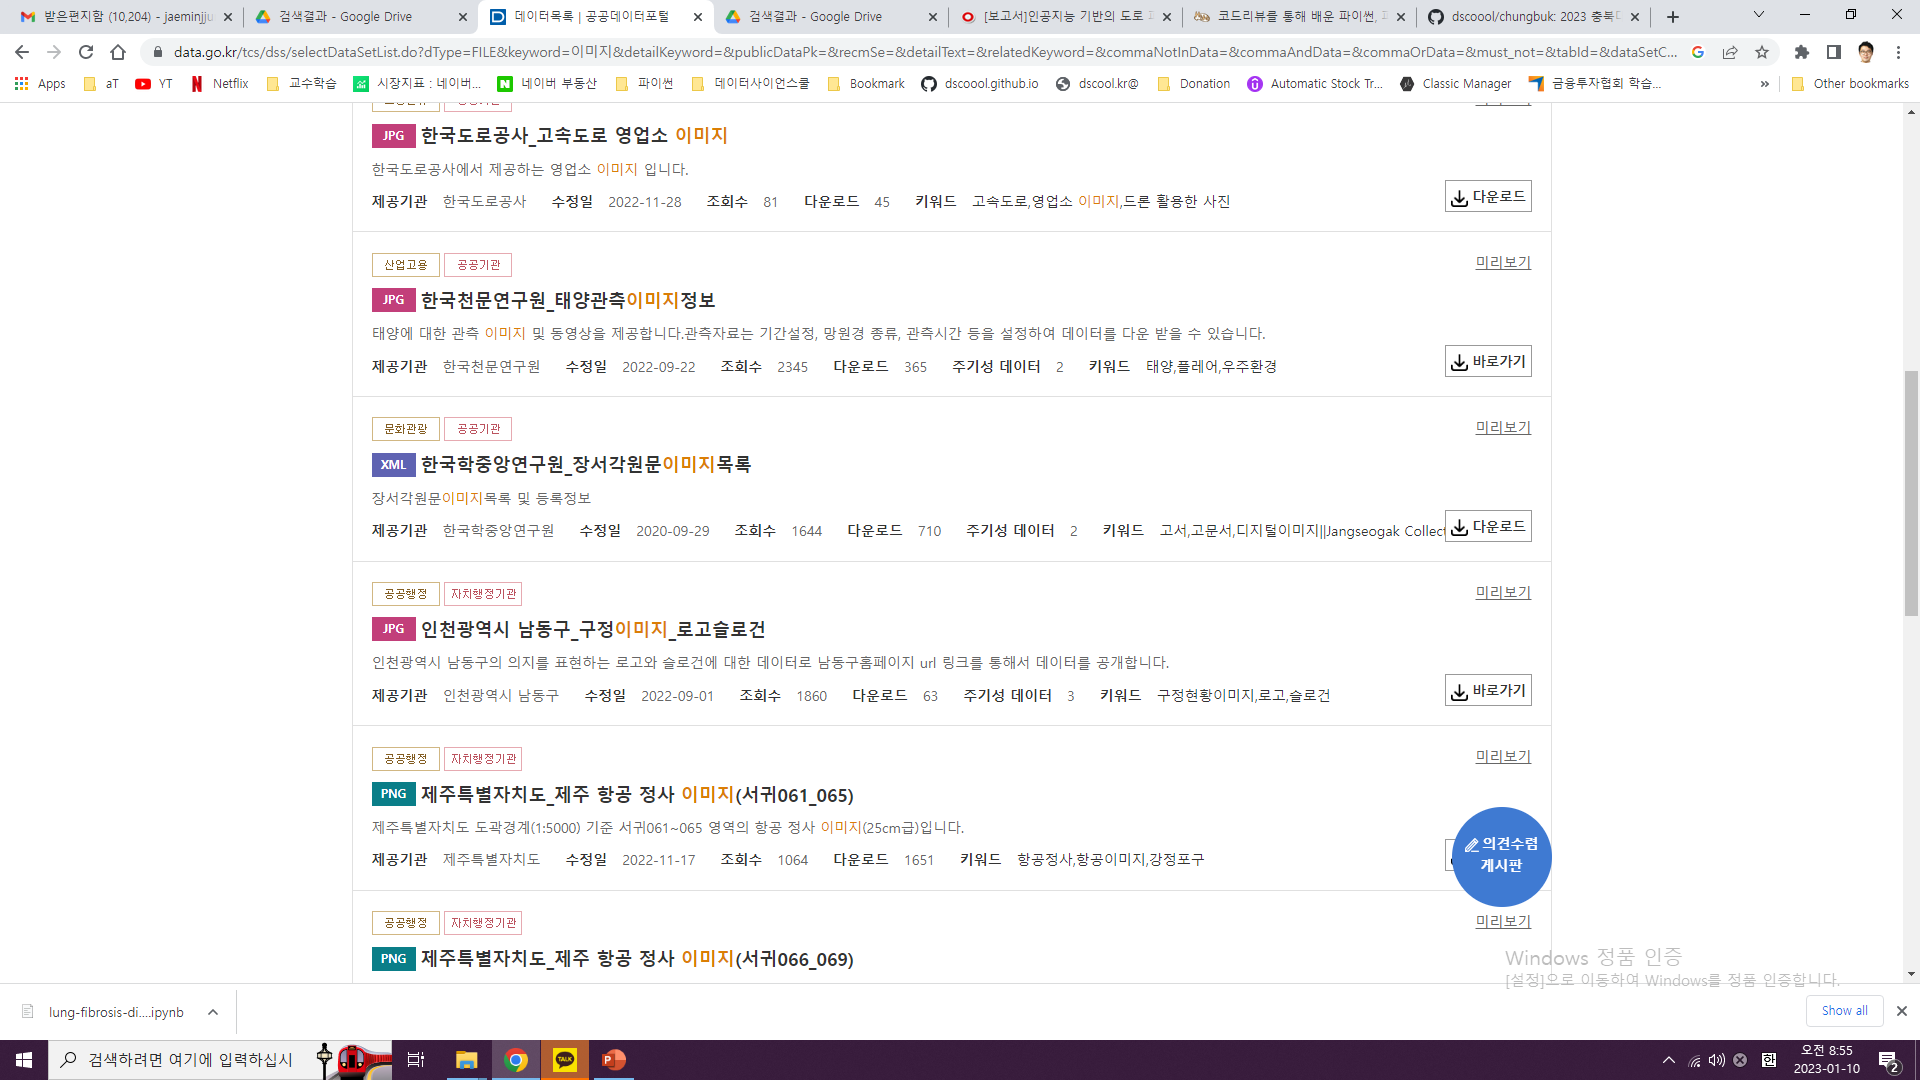 받은편지함 (10,204) - jaeminjju
검색결과 - Google Drive
데이터목록 | 공공데이터포털
검색결과 - Google Drive
[보고서]인공지능 기반의 도로
코드리뷰를 통해 배운 파이썬,
dscoool/chungbuk: 2023 충북
data.go.kr/tcs/dss/selectDataSetList.do?dType=FILE&keyword=이미지&detailKeyword=&publicDataPk=&recmSe=&detailText=&relatedKeyword=&commaNotInData=&commaAndData=&commaOrData=&must_not=&tabId=&dataSetC...
Apps aT YT Netflix 교수학습 시장지표 : 네이버... 네이버 부동산 파이썬 데이터사이언스쿨 Bookmark dscoool.github.io dscool.kr@ Donation Automatic Stock Tr... Classic Manager 금융투자협회 학습... » Other bookmarks
JPG 한국도로공사_고속도로 영업소 이미지
한국도로공사에서 제공하는 영업소 이미지 입니다.
제공기관 한국도로공사 수정일 2022-11-28 조회수 81 다운로드 45 키워드 고속도로,영업소 이미지,드론 활용한 사진 다운로드
산업고용 공공기관 미리보기
JPG 한국천문연구원_태양관측이미지정보
태양에 대한 관측 이미지 및 동영상을 제공합니다.관측자료는 기간설정, 망원경 종류, 관측시간 등을 설정하여 데이터를 다운 받을 수 있습니다.
제공기관 한국천문연구원 수정일 2022-09-22 조회수 2345 다운로드 365 주기성 데이터 2 키워드 태양,플레어,우주환경 바로가기
문화관광 공공기관 미리보기
XML 한국학중앙연구원_장서각원문이미지목록
장서각원문이미지목록 및 등록정보
제공기관 한국학중앙연구원 수정일 2020-09-29 조회수 1644 다운로드 710 주기성 데이터 2 키워드 고서,고문서,디지털이미지||Jangseogak Collect 다운로드
공공행정 자치행정기관 미리보기
JPG 인천광역시 남동구_구정이미지_로고슬로건
인천광역시 남동구의 의지를 표현하는 로고와 슬로건에 대한 데이터로 남동구홈페이지 url 링크를 통해서 데이터를 공개합니다.
제공기관 인천광역시 남동구 수정일 2022-09-01 조회수 1860 다운로드 63 주기성 데이터 3 키워드 구정현황이미지,로고,슬로건 바로가기
공공행정 자치행정기관 미리보기
PNG 제주특별자치도_제주 항공 정사 이미지(서귀061_065)
제주특별자치도 도곽경계(1:5000) 기준 서귀061~065 영역의 항공 정사 이미지(25cm급)입니다.
제공기관 제주특별자치도 수정일 2022-11-17 조회수 1064 다운로드 1651 키워드 항공정사,항공이미지,강정포구
의견수렴
게시판
공공행정 자치행정기관 미리보기
PNG 제주특별자치도_제주 항공 정사 이미지(서귀066_069)
Windows 정품 인증
[설정]으로 이동하여 Windows를 정품 인증합니다.
lung-fibrosis-di....ipynb
Show all
검색하려면 여기에 입력하십시
TALK
한
오전 8:55
2023-01-10
2